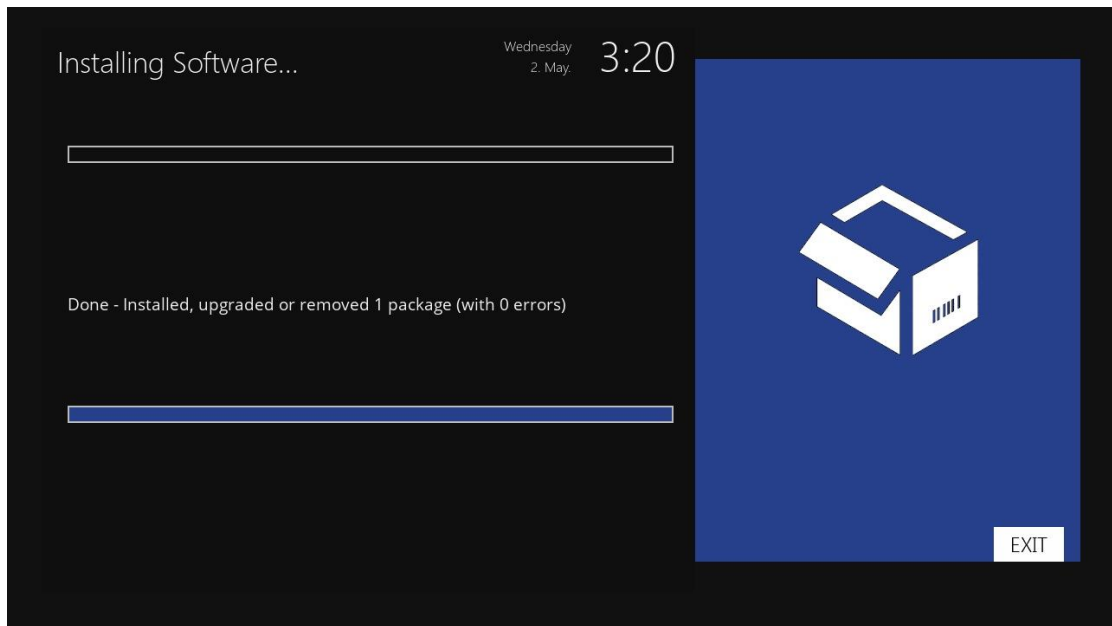 Installing Software...
Wednesday
2. May.
3:20
Done - Installed, upgraded or removed 1 package (with 0 errors)
EXIT